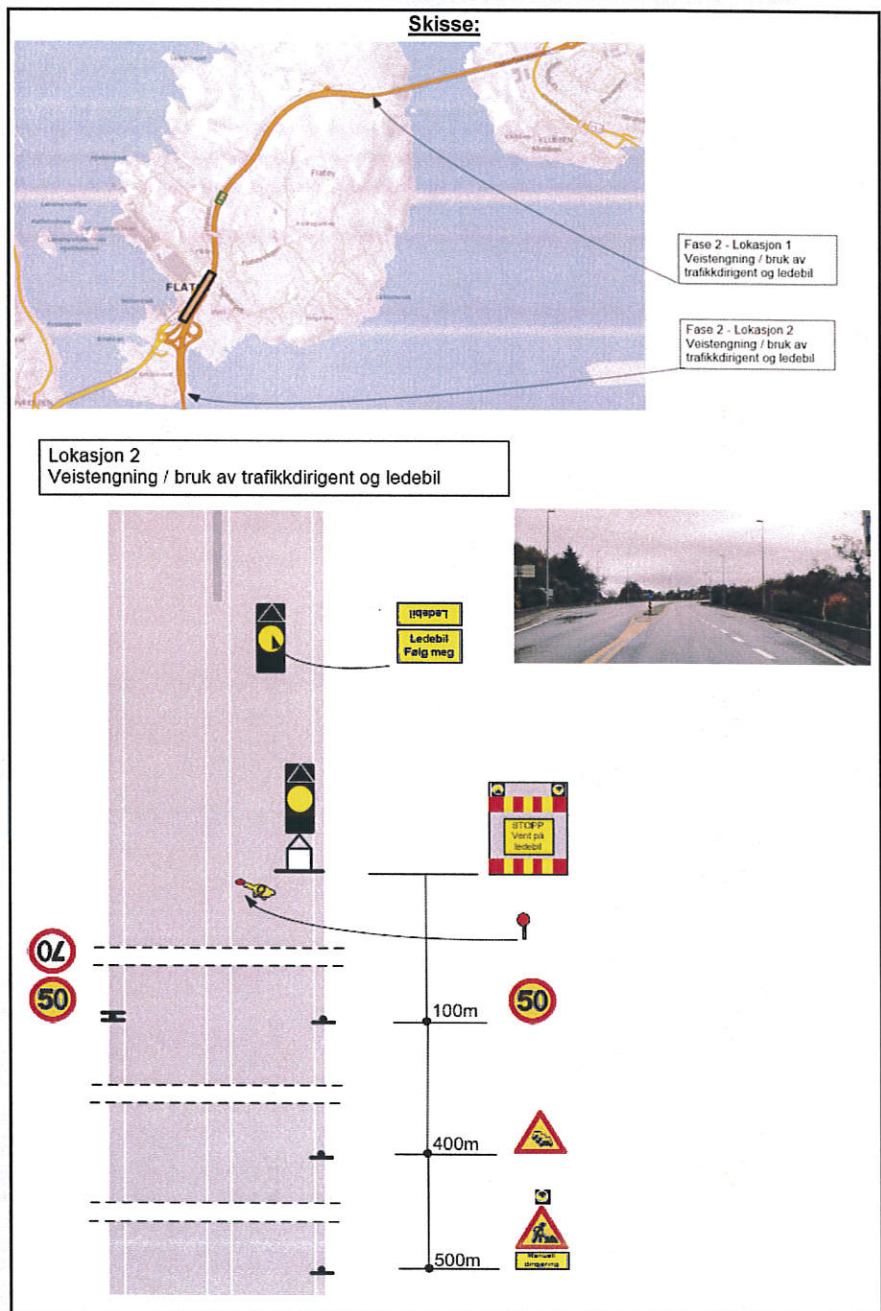 Skisse:
Flatøy
KLUBBEN
FLAT
Fase 2 - Lokasjon 1
Veistengning / bruk av
trafikkdirigent og ledebil
Fase 2 - Lokasjon 2
Veistengning / bruk av
trafikkdirigent og ledebil
Lokasjon 2
Veistengning / bruk av trafikkdirigent og ledebil
Ledebil
Ledebil
Følg meg
STOPP
Vent på
ledebil
70
50
100m
50
400m
500m
Manuell
dirigering